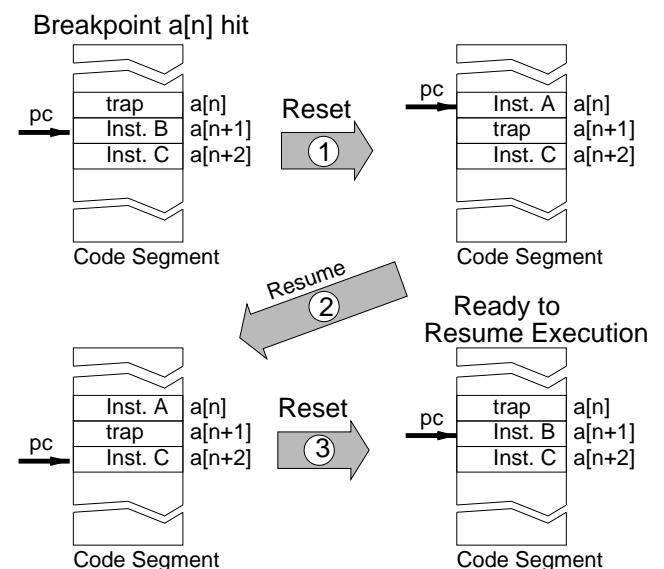 Breakpoint a[n] hit
pc
trap a[n]
Inst. B a[n+1]
Inst. C a[n+2]
Code Segment
Reset
1
pc
Inst. A a[n]
trap a[n+1]
Inst. C a[n+2]
Code Segment
Resume
2
Ready to
Resume Execution
pc
Inst. A a[n]
trap a[n+1]
Inst. C a[n+2]
Code Segment
Reset
3
pc
trap a[n]
Inst. B a[n+1]
Inst. C a[n+2]
Code Segment